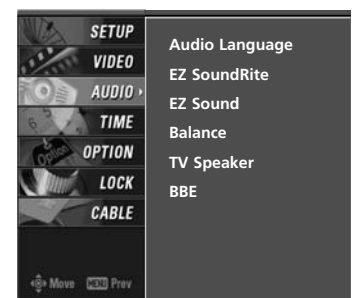 SETUP
VIDEO
AUDIO
TIME
OPTION
LOCK
CABLE
Move MENU Prev
Audio Language
EZ SoundRite
EZ Sound
Balance
TV Speaker
BBE
Option